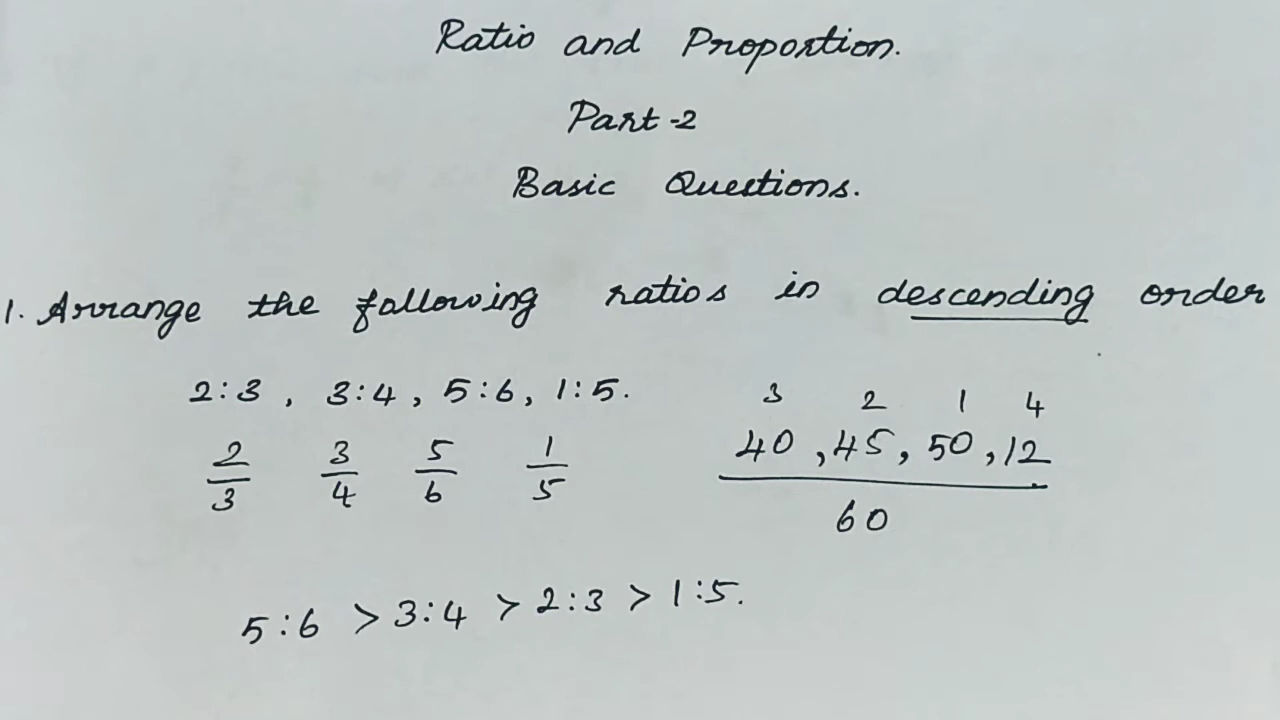 Ratio and Proportion.
Part-2
Basic Questions.
1. Arrange the following ratios in descending order
2:3, 3:4, 5:6, 1:5.
3 2 1 4
2/3 3/4 5/6 1/5
40, 45, 50, 12
60
5:6 > 3:4 > 2:3 > 1:5.